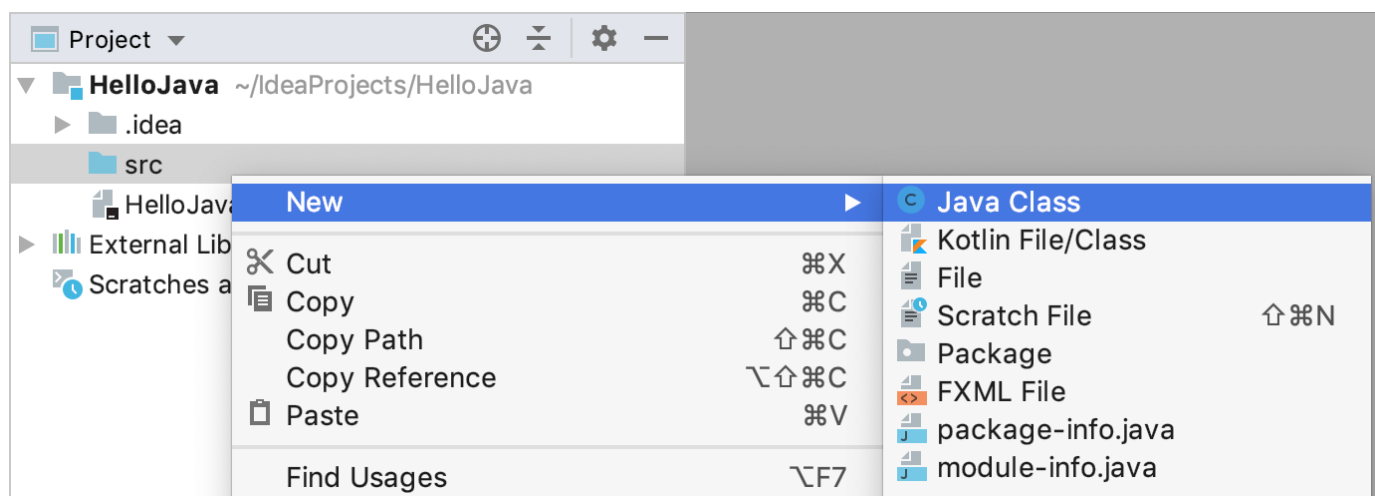 Project
HelloJava ~/IdeaProjects/HelloJava
.idea
src
HelloJava
External Lib
Scratches a
New
Cut ⌘X
Copy ⌘C
Copy Path ⇧⌘C
Copy Reference ⌥⇧⌘C
Paste ⌘V
Find Usages ⌥F7
Java Class
Kotlin File/Class
File
Scratch File ⇧⌘N
Package
FXML File
package-info.java
module-info.java